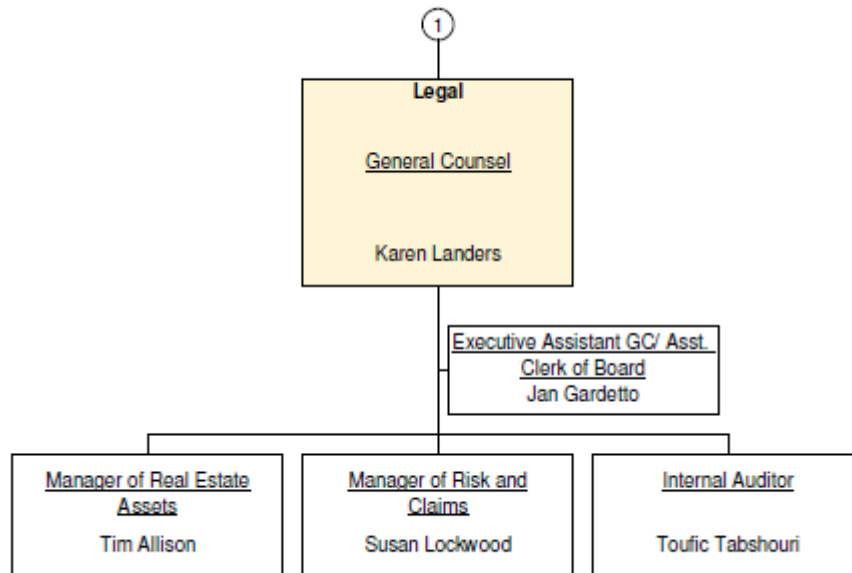 1
Legal
General Counsel
Karen Landers
Executive Assistant GC/ Asst.
Clerk of Board
Jan Gardetto
Manager of Real Estate
Assets
Tim Allison
Manager of Risk and
Claims
Susan Lockwood
Internal Auditor
Toufic Tabshouri